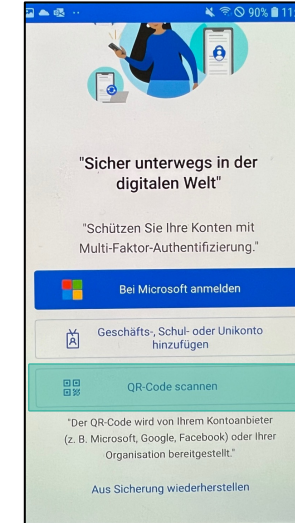 90% 11
"Sicher unterwegs in der
digitalen Welt"
"Schützen Sie Ihre Konten mit
Multi-Faktor-Authentifizierung."
Bei Microsoft anmelden
Geschäfts-, Schul- oder Unikonto
hinzufügen
QR-Code scannen
"Der QR-Code wird von Ihrem Kontoanbieter
(z. B. Microsoft, Google, Facebook) oder Ihrer
Organisation bereitgestellt."
Aus Sicherung wiederherstellen